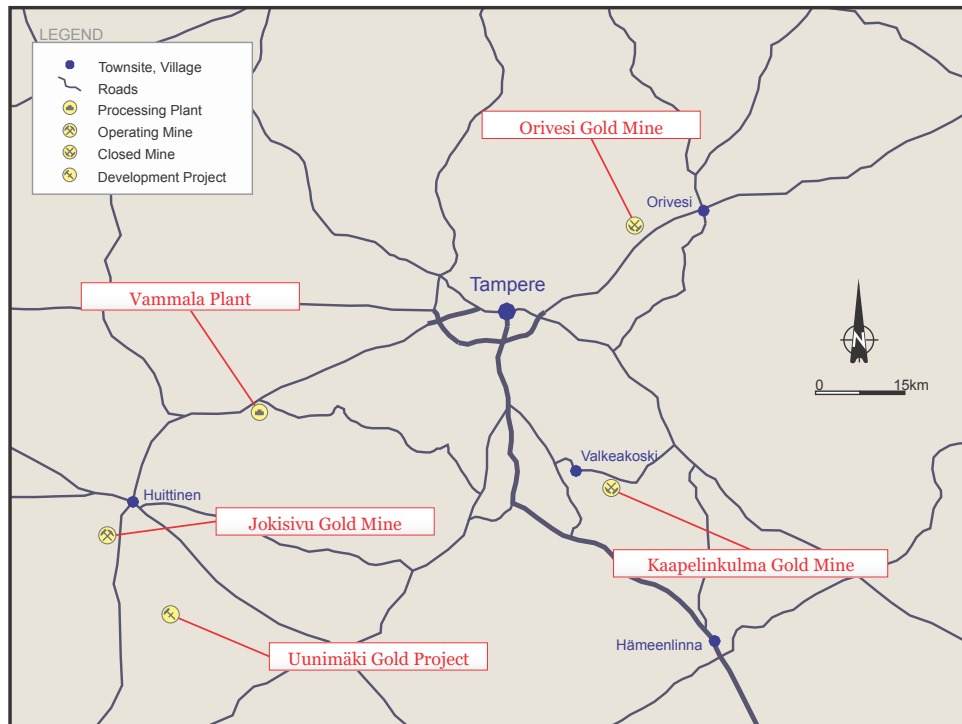 LEGEND
Townsite, Village
Roads
Processing Plant
Operating Mine
Closed Mine
Development Project
Orivesi Gold Mine
Orivesi
Tampere
Vammala Plant
N
0 15km
Valkeakoski
Huittinen
Jokisivu Gold Mine
Kaapelinkulma Gold Mine
Hämeenlinna
Uunimäki Gold Project